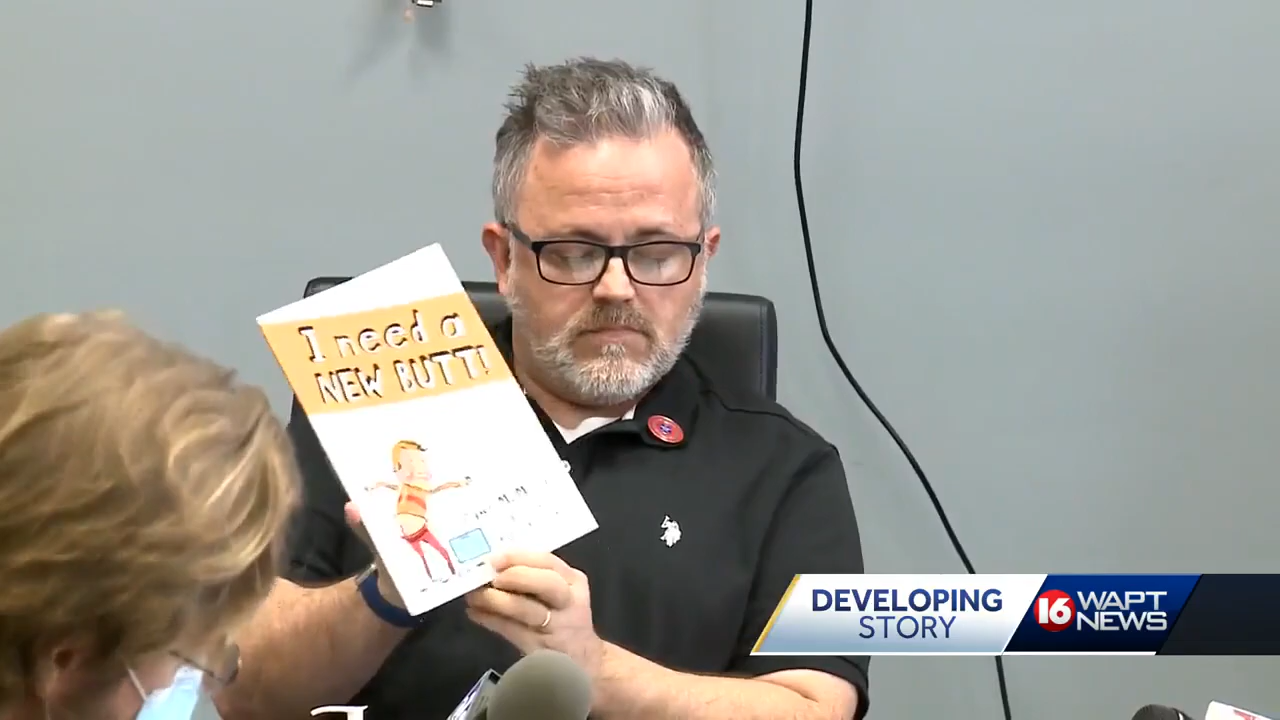 I need a
NEW BUTT!
DEVELOPING
STORY
16 WAPT
NEWS